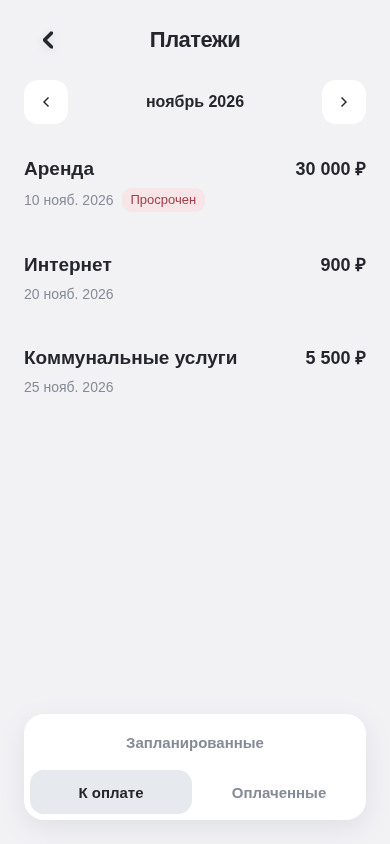 Платежи
ноябрь 2026
Аренда 30 000 ₽
10 нояб. 2026 Просрочен
Интернет 900 ₽
20 нояб. 2026
Коммунальные услуги 5 500 ₽
25 нояб. 2026
Запланированные
К оплате Оплаченные